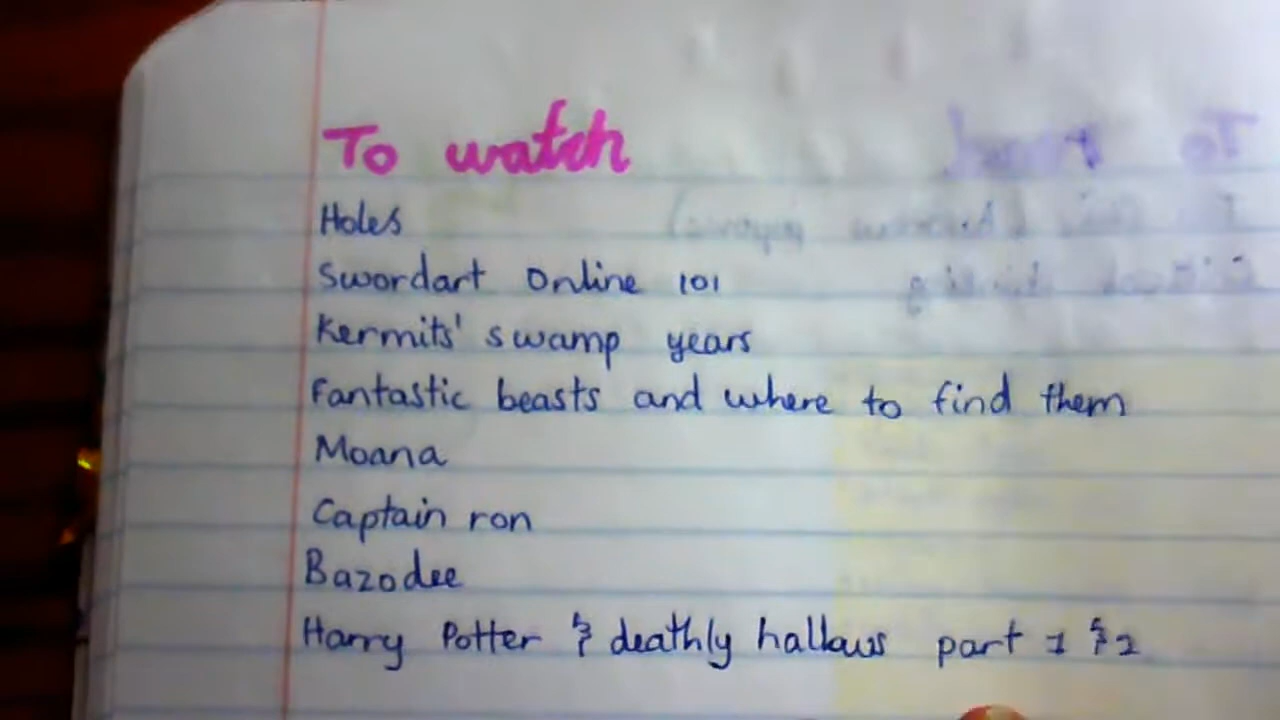 To watch
Holes
Swordart Online 101
Kermits' swamp years
Fantastic beasts and where to find them
Moana
Captain ron
Bazodee
Harry Potter & deathly hallows part 1 & 2